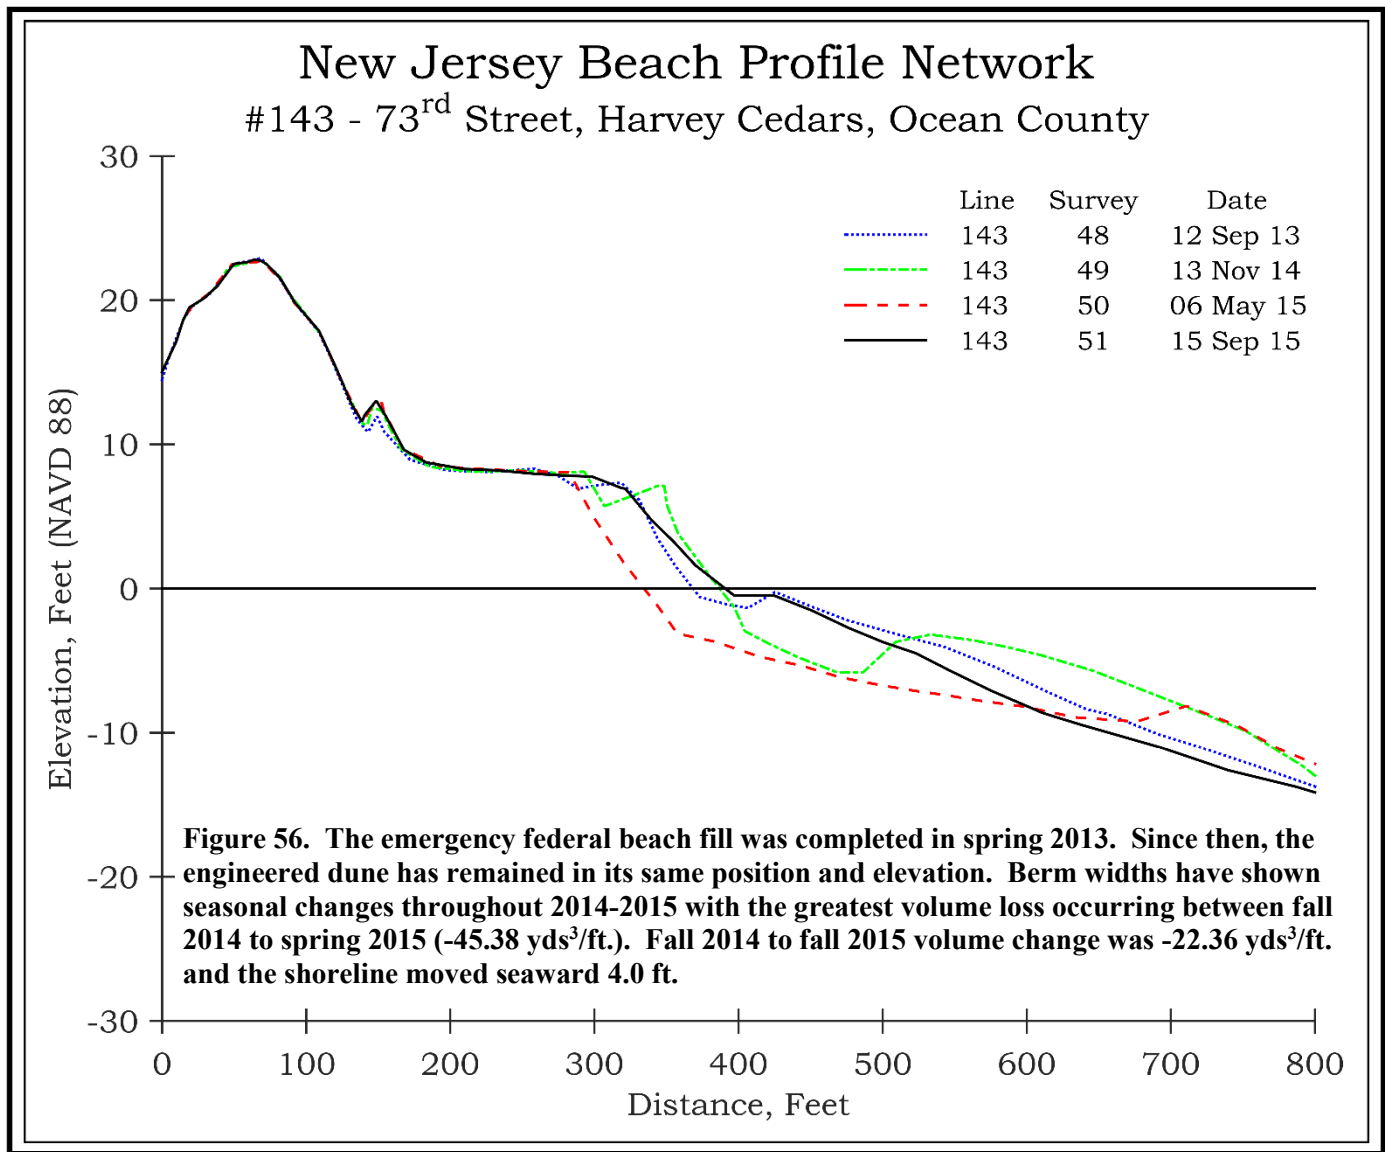 New Jersey Beach Profile Network
#143 - 73rd Street, Harvey Cedars, Ocean County
Line Survey Date
143 48 12 Sep 13
143 49 13 Nov 14
143 50 06 May 15
143 51 15 Sep 15
30
20
10
0
-10
-20
-30
Elevation, Feet (NAVD 88)
Figure 56. The emergency federal beach fill was completed in spring 2013. Since then, the
engineered dune has remained in its same position and elevation. Berm widths have shown
seasonal changes throughout 2014-2015 with the greatest volume loss occurring between fall
2014 to spring 2015 (-45.38 yds³/ft.). Fall 2014 to fall 2015 volume change was -22.36 yds³/ft.
and the shoreline moved seaward 4.0 ft.
0 100 200 300 400 500 600 700 800
Distance, Feet